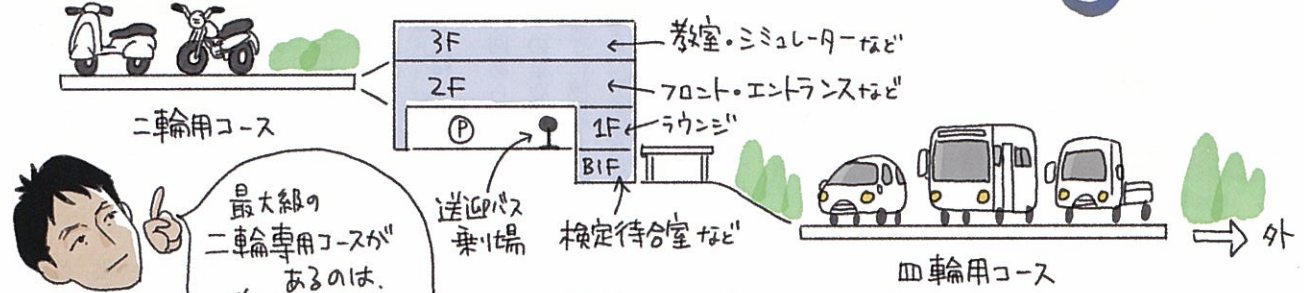 3F
教室・シミュレーターなど
2F
フロント・エントランスなど
P
1F
ラウンジ
B1F
二輪用コース
送迎バス
乗り場
検定待合室など
四輪用コース
外
最大級の
二輪専用コースが
あるのは、